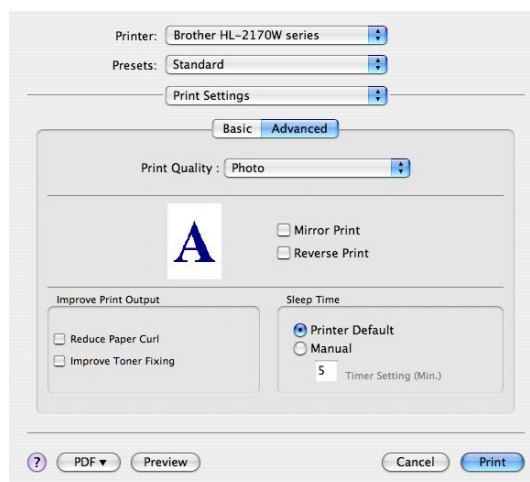 Printer: Brother HL-2170W series
Presets: Standard
Print Settings
Basic Advanced
Print Quality : Photo
A
Mirror Print
Reverse Print
Improve Print Output
Reduce Paper Curl
Improve Toner Fixing
Sleep Time
Printer Default
Manual
5 Timer Setting (Min.)
? PDF▼ Preview Cancel Print